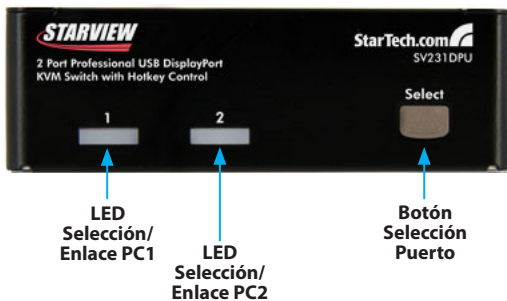 STARVIEW
2 Port Professional USB DisplayPort
KVM Switch with Hotkey Control
StarTech.com
SV231DPU
Select
1
2
LED
Selección/
Enlace PC1
LED
Selección/
Enlace PC2
Botón
Selección
Puerto